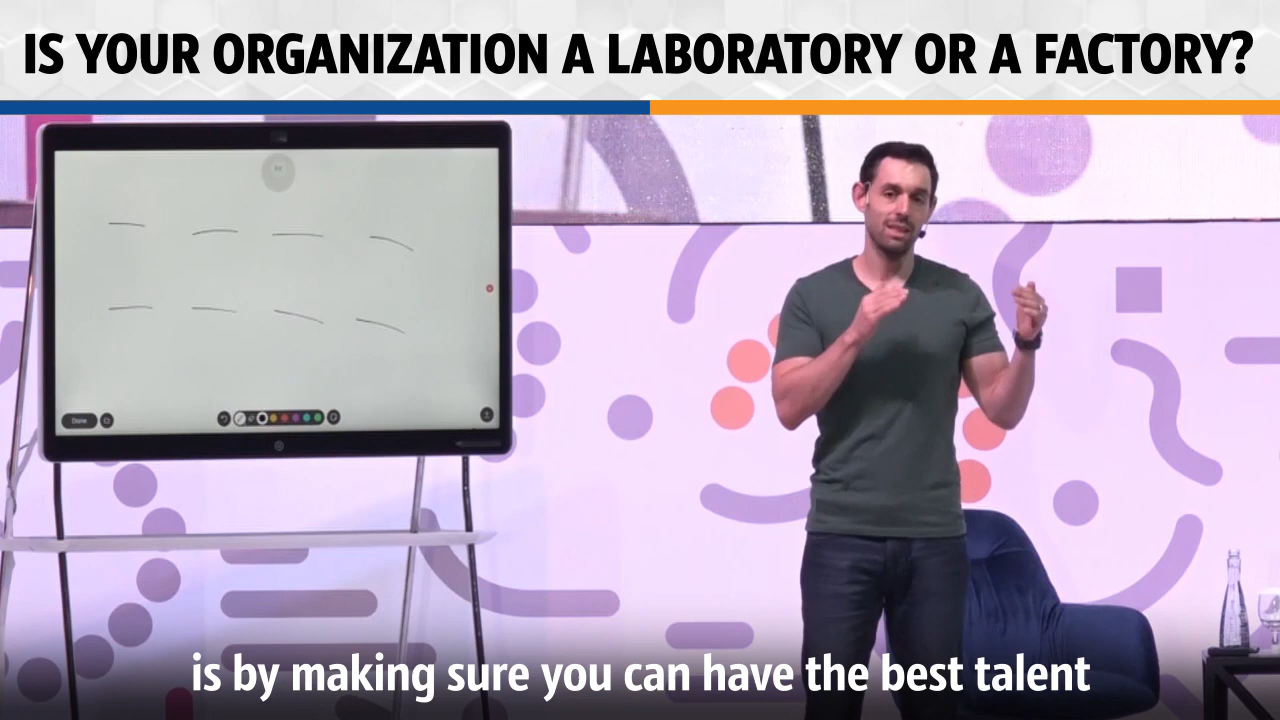 IS YOUR ORGANIZATION A LABORATORY OR A FACTORY?
Done
is by making sure you can have the best talent